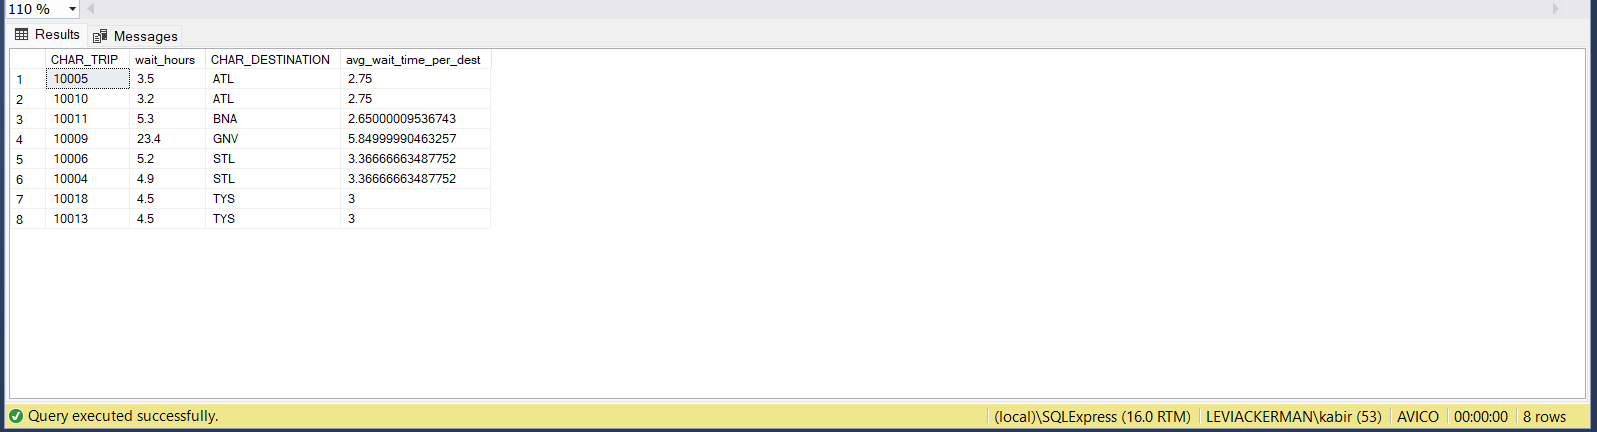 110 %
Results Messages
CHAR_TRIP wait_hours CHAR_DESTINATION avg_wait_time_per_dest
1 10005 3.5 ATL 2.75
2 10010 3.2 ATL 2.75
3 10011 5.3 BNA 2.65000009536743
4 10009 23.4 GNV 5.84999990463257
5 10006 5.2 STL 3.36666663487752
6 10004 4.9 STL 3.36666663487752
7 10018 4.5 TYS 3
8 10013 4.5 TYS 3
Query executed successfully. (local)\SQLExpress (16.0 RTM) LEVIACKERMAN\kabir (53) AVICO 00:00:00 8 rows